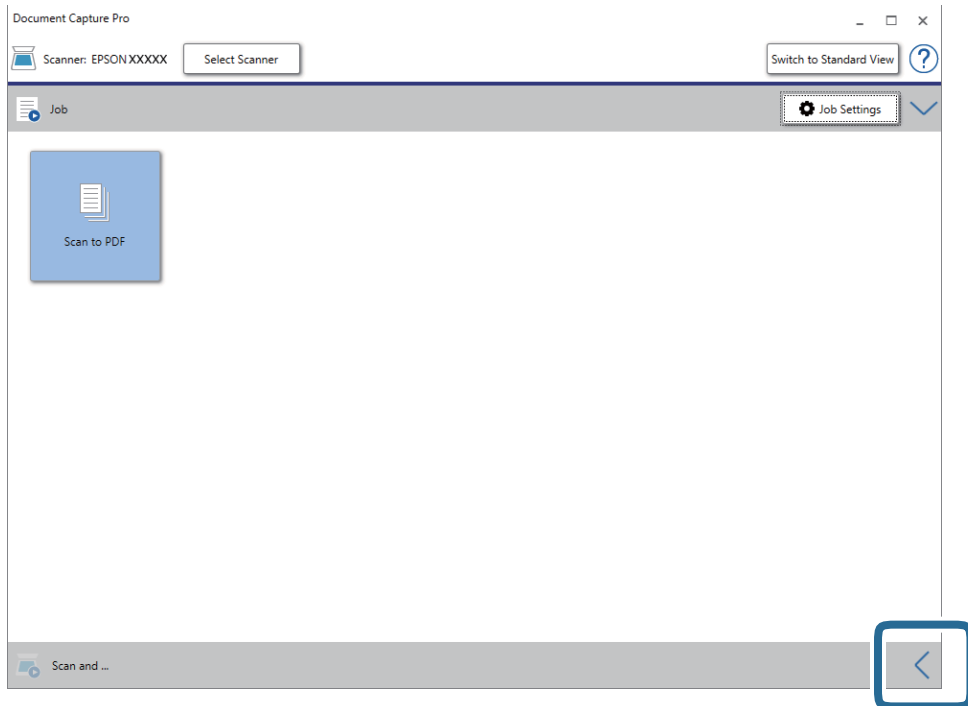 Document Capture Pro
Scanner: EPSON XXXXX Select Scanner Switch to Standard View ?
Job Job Settings
Scan to PDF
Scan and ...